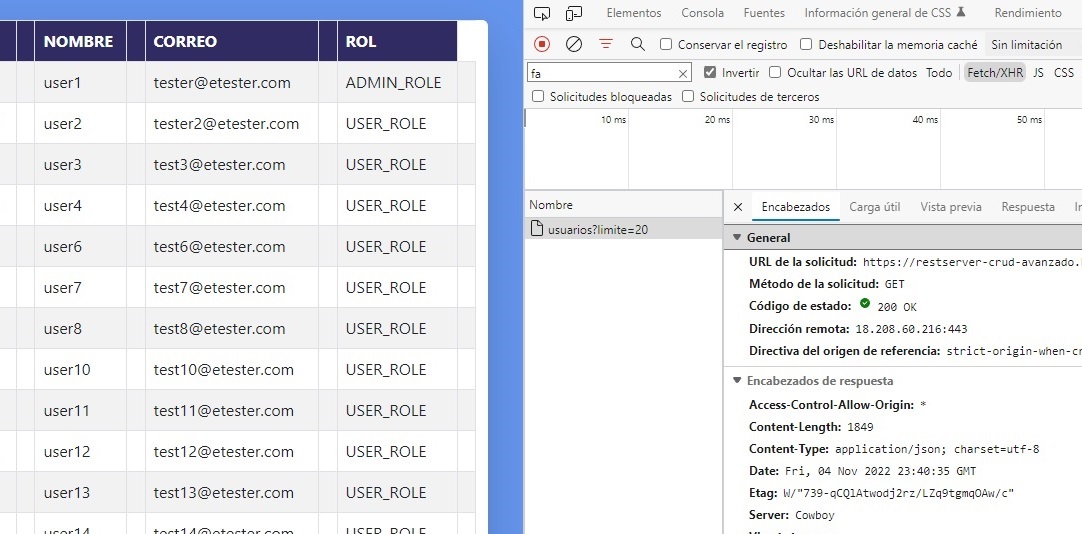 NOMBRE CORREO ROL
user1 tester@etester.com ADMIN_ROLE
user2 tester2@etester.com USER_ROLE
user3 test3@etester.com USER_ROLE
user4 test4@etester.com USER_ROLE
user6 test6@etester.com USER_ROLE
user7 test7@etester.com USER_ROLE
user8 test8@etester.com USER_ROLE
user10 test10@etester.com USER_ROLE
user11 test11@etester.com USER_ROLE
user12 test12@etester.com USER_ROLE
user13 test13@etester.com USER_ROLE
user14 test14@etester.com USER_ROLE
Elementos Consola Fuentes Información general de CSS Rendimiento
Conservar el registro Deshabilitar la memoria caché Sin limitación
fa Invertir Ocultar las URL de datos Todo Fetch/XHR JS CSS
Solicitudes bloqueadas Solicitudes de terceros
10 ms 20 ms 30 ms 40 ms 50 ms
Nombre
usuarios?limite=20
Encabezados Carga útil Vista previa Respuesta
General
URL de la solicitud: https://restserver-crud-avanzado.
Método de la solicitud: GET
Código de estado: 200 OK
Dirección remota: 18.208.60.216:443
Directiva del origen de referencia: strict-origin-when-cr
Encabezados de respuesta
Access-Control-Allow-Origin: *
Content-Length: 1849
Content-Type: application/json; charset=utf-8
Date: Fri, 04 Nov 2022 23:40:35 GMT
Etag: W/"739-qCQlAtwodj2rz/LZq9tgmqOAw/c"
Server: Cowboy